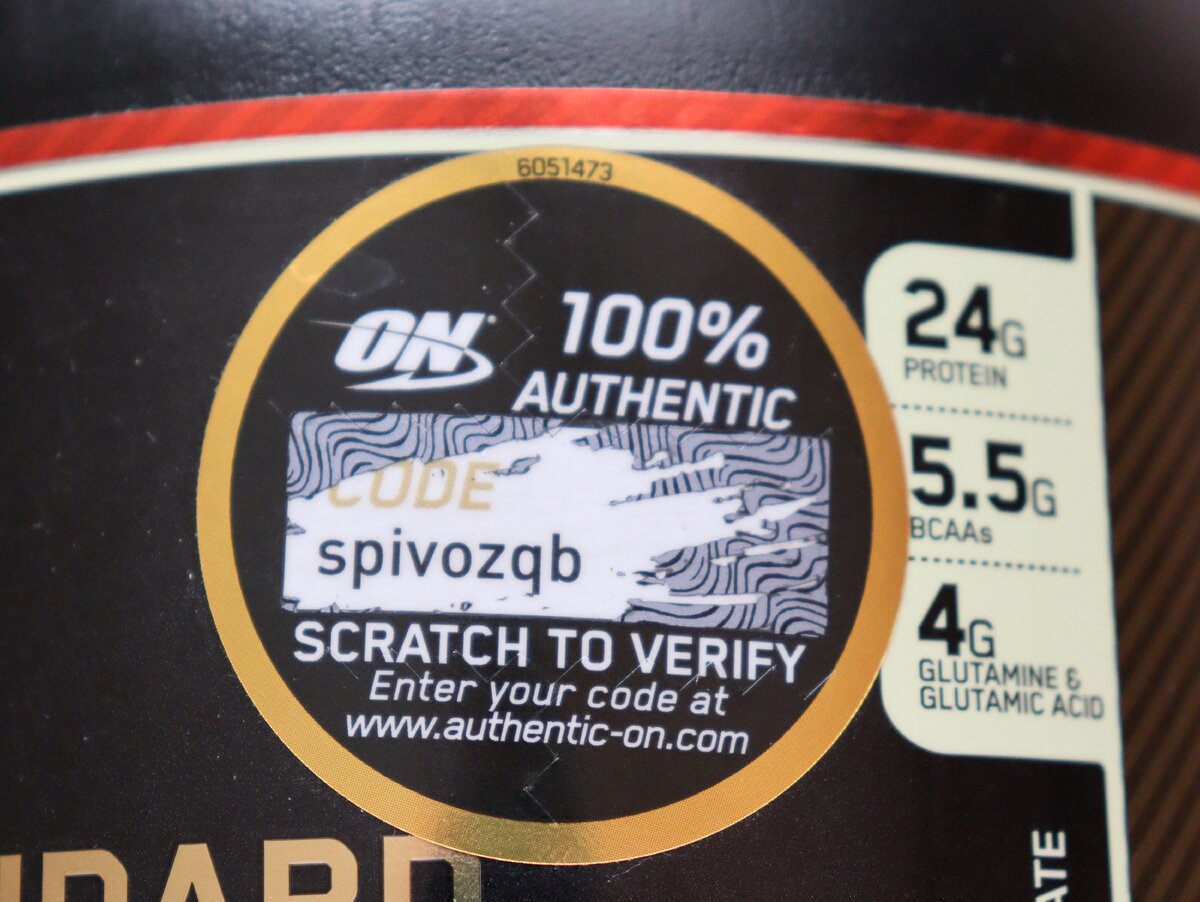 6051473
ON
100%
AUTHENTIC
CODE
spivozqb
SCRATCH TO VERIFY
Enter your code at
www.authentic-on.com
24G
PROTEIN
5.5G
BCAAs
4G
GLUTAMINE &
GLUTAMIC ACID